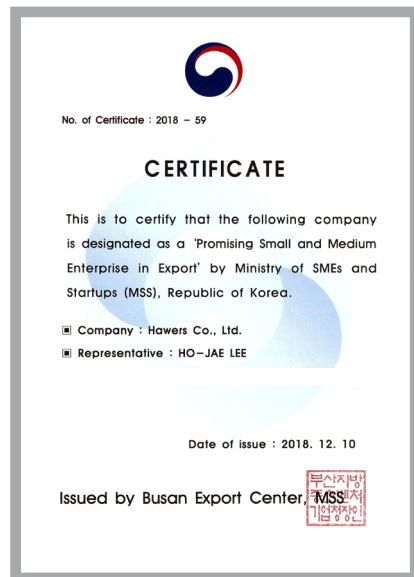 No. of Certificate : 2018 - 59
CERTIFICATE
This is to certify that the following company
is designated as a 'Promising Small and Medium
Enterprise in Export' by Ministry of SMEs and
Startups (MSS), Republic of Korea.
▣ Company : Hawers Co., Ltd.
▣ Representative : HO-JAE LEE
Date of issue : 2018. 12. 10
Issued by Busan Export Center, MSS
부산지방
중소벤처
기업청장인